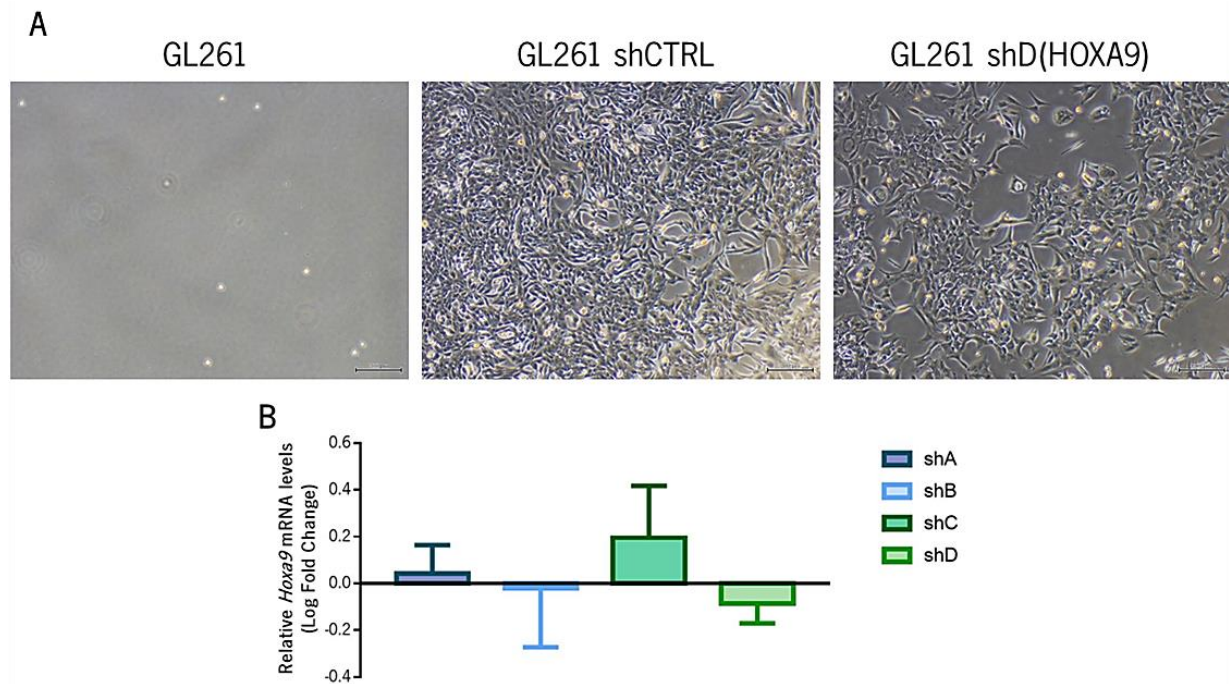 A
GL261
GL261 shCTRL
GL261 shD(HOXA9)
B
Relative Hoxa9 mRNA levels
(Log Fold Change)
0.6
0.4
0.2
0.0
-0.2
-0.4
shA
shB
shC
shD